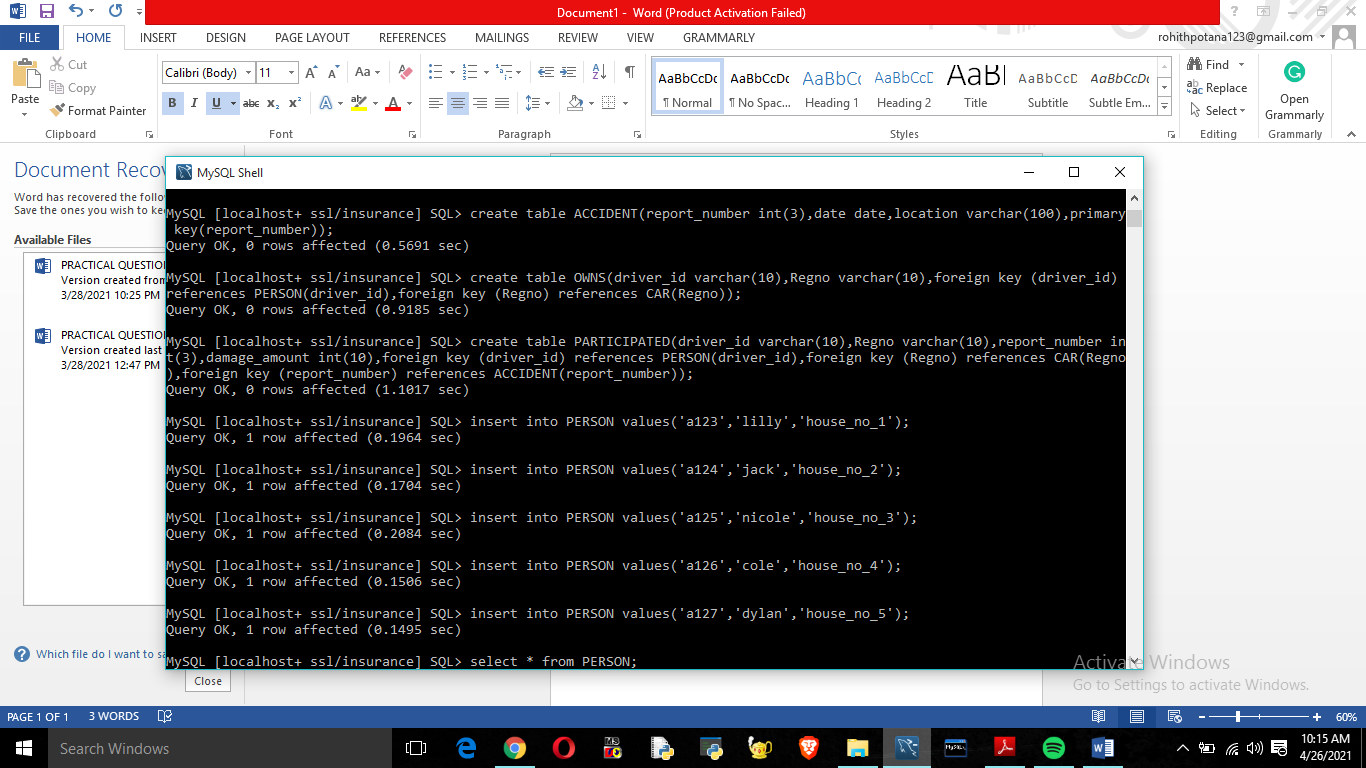 Document1 - Word (Product Activation Failed)
FILE HOME INSERT DESIGN PAGE LAYOUT REFERENCES MAILINGS REVIEW VIEW GRAMMARLY rohithpotana123@gmail.com
Paste
Cut
Copy
Format Painter
Clipboard
Calibri (Body) 11
Font
Paragraph
AaBbCcDc AaBbCcDc AaBbCc AaBbCcD AaBl AaBbCcD AaBbCcDc
¶ Normal ¶ No Spac... Heading 1 Heading 2 Title Subtitle Subtle Em...
Styles
Find
Replace
Select
Editing
Open
Grammarly
Grammarly
Document Recov
Word has recovered the follo
Save the ones you wish to ke
Available Files
PRACTICAL QUESTIO
Version created from
3/28/2021 10:25 PM
PRACTICAL QUESTIO
Version created last
3/28/2021 12:47 PM
Which file do I want to sa
Close
MySQL Shell
MySQL [localhost+ ssl/insurance] SQL> create table ACCIDENT(report_number int(3),date date,location varchar(100),primary
key(report_number));
Query OK, 0 rows affected (0.5691 sec)
MySQL [localhost+ ssl/insurance] SQL> create table OWNS(driver_id varchar(10),Regno varchar(10),foreign key (driver_id)
references PERSON(driver_id),foreign key (Regno) references CAR(Regno));
Query OK, 0 rows affected (0.9185 sec)
MySQL [localhost+ ssl/insurance] SQL> create table PARTICIPATED(driver_id varchar(10),Regno varchar(10),report_number in
t(3),damage_amount int(10),foreign key (driver_id) references PERSON(driver_id),foreign key (Regno) references CAR(Regno
),foreign key (report_number) references ACCIDENT(report_number));
Query OK, 0 rows affected (1.1017 sec)
MySQL [localhost+ ssl/insurance] SQL> insert into PERSON values('a123','lilly','house_no_1');
Query OK, 1 row affected (0.1964 sec)
MySQL [localhost+ ssl/insurance] SQL> insert into PERSON values('a124','jack','house_no_2');
Query OK, 1 row affected (0.1704 sec)
MySQL [localhost+ ssl/insurance] SQL> insert into PERSON values('a125','nicole','house_no_3');
Query OK, 1 row affected (0.2084 sec)
MySQL [localhost+ ssl/insurance] SQL> insert into PERSON values('a126','cole','house_no_4');
Query OK, 1 row affected (0.1506 sec)
MySQL [localhost+ ssl/insurance] SQL> insert into PERSON values('a127','dylan','house_no_5');
Query OK, 1 row affected (0.1495 sec)
MySQL [localhost+ ssl/insurance] SQL> select * from PERSON;
Activate Windows
Go to Settings to activate Windows.
PAGE 1 OF 1 3 WORDS 60%
Search Windows
10:15 AM
4/26/2021